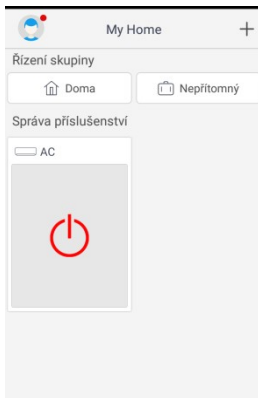 My Home
Řízení skupiny
Doma
Nepřítomný
Správa příslušenství
AC